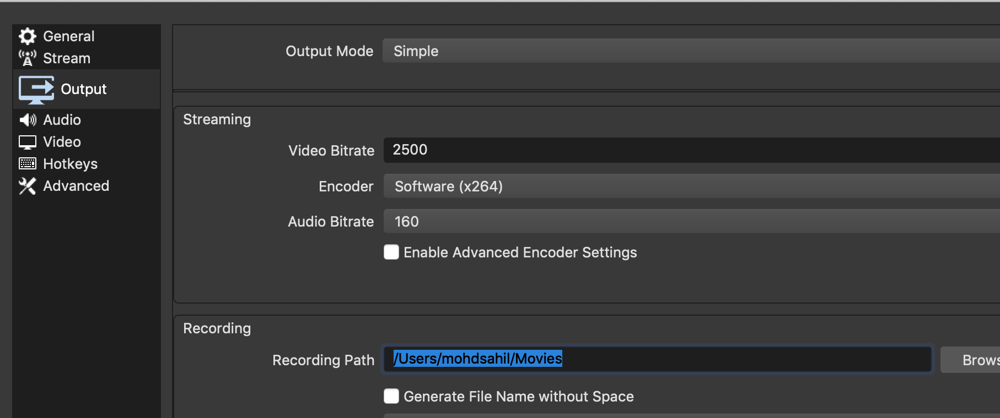 General
Stream
Output
Audio
Video
Hotkeys
Advanced
Output Mode Simple
Streaming
Video Bitrate 2500
Encoder Software (x264)
Audio Bitrate 160
Enable Advanced Encoder Settings
Recording
Recording Path /Users/mohdsahil/Movies Brows
Generate File Name without Space